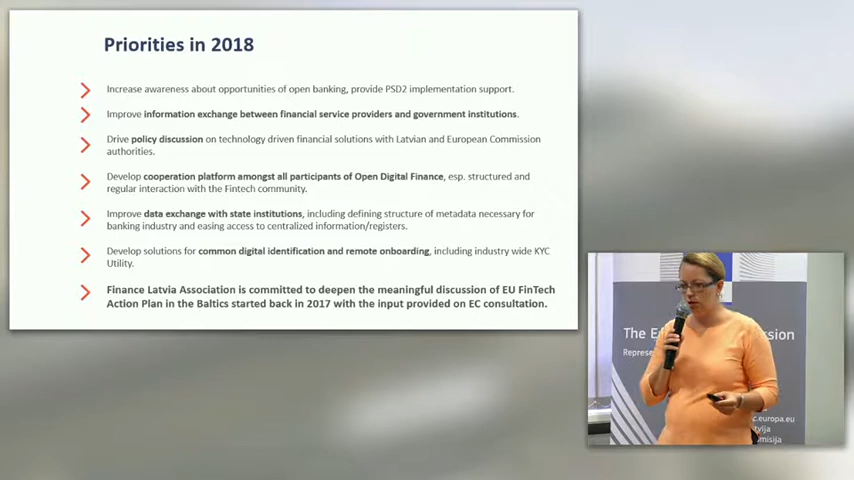 Priorities in 2018
Increase awareness about opportunities of open banking, provide PSD2 implementation support.
Improve information exchange between financial service providers and government institutions.
Drive policy discussion on technology driven financial solutions with Latvian and European Commission
authorities.
Develop cooperation platform amongst all participants of Open Digital Finance, esp. structured and
regular interaction with the Fintech community.
Improve data exchange with state institutions, including defining structure of metadata necessary for
banking industry and easing access to centralized information/registers.
Develop solutions for common digital identification and remote onboarding, including industry wide KYC
Utility.
Finance Latvia Association is committed to deepen the meaningful discussion of EU FinTech
Action Plan in the Baltics started back in 2017 with the input provided on EC consultation.
The E ssion
Repres
c.europa.eu
tvija
misija